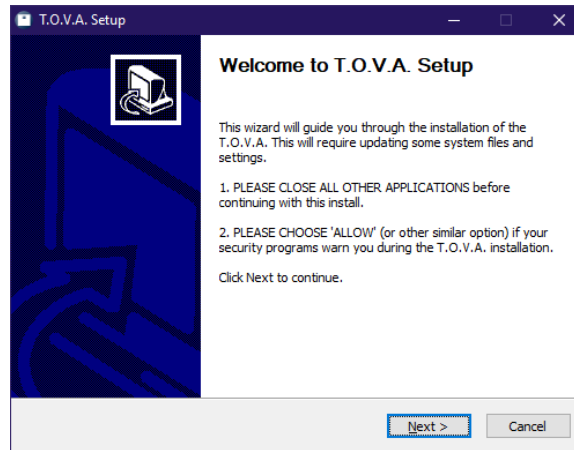 T.O.V.A. Setup
Welcome to T.O.V.A. Setup
This wizard will guide you through the installation of the
T.O.V.A. This will require updating some system files and
settings.
1. PLEASE CLOSE ALL OTHER APPLICATIONS before
continuing with this install.
2. PLEASE CHOOSE 'ALLOW' (or other similar option) if your
security programs warn you during the T.O.V.A. installation.
Click Next to continue.
Next >
Cancel